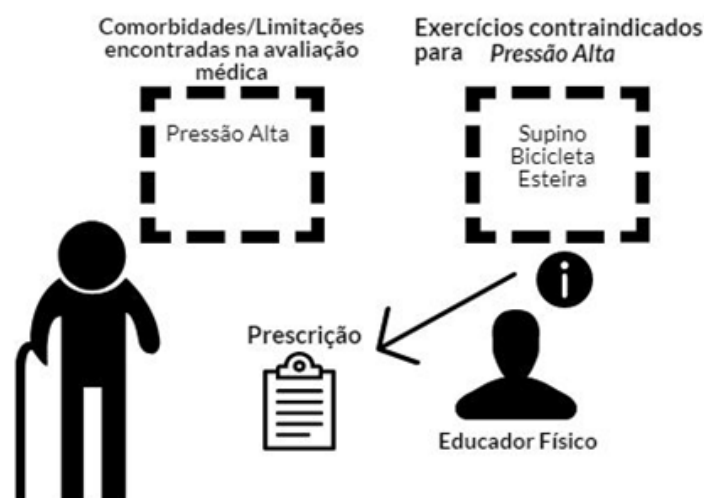 Comorbidades/Limitações
encontradas na avaliação
médica
Pressão Alta
Exercícios contraindicados
para Pressão Alta
Supino
Bicicleta
Esteira
i
Prescrição
Educador Físico